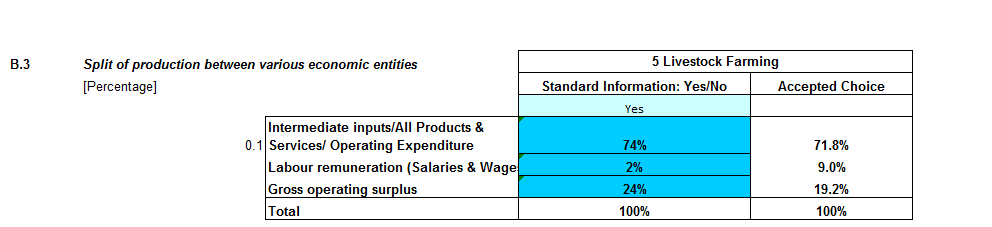 5 Livestock Farming
B.3 Split of production between various economic entities
[Percentage] Standard Information: Yes/No Accepted Choice
Yes
Intermediate inputs/All Products &
0.1 Services/ Operating Expenditure 74% 71.8%
Labour remuneration (Salaries & Wage 2% 9.0%
Gross operating surplus 24% 19.2%
Total 100% 100%